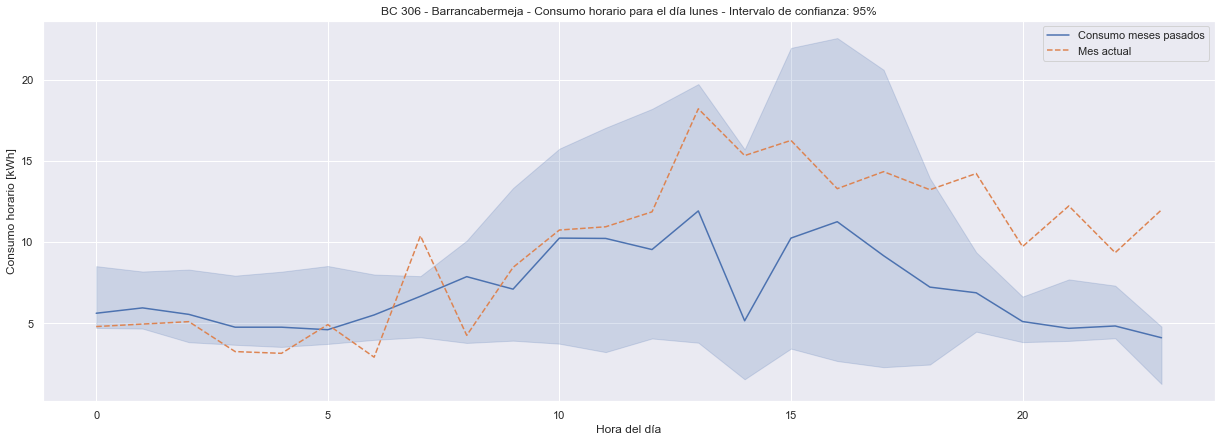 BC 306 - Barrancabermeja - Consumo horario para el día lunes - Intervalo de confianza: 95%
Consumo meses pasados
Mes actual
20
15
10
5
Consumo horario [kWh]
0
5
10
15
20
Hora del día